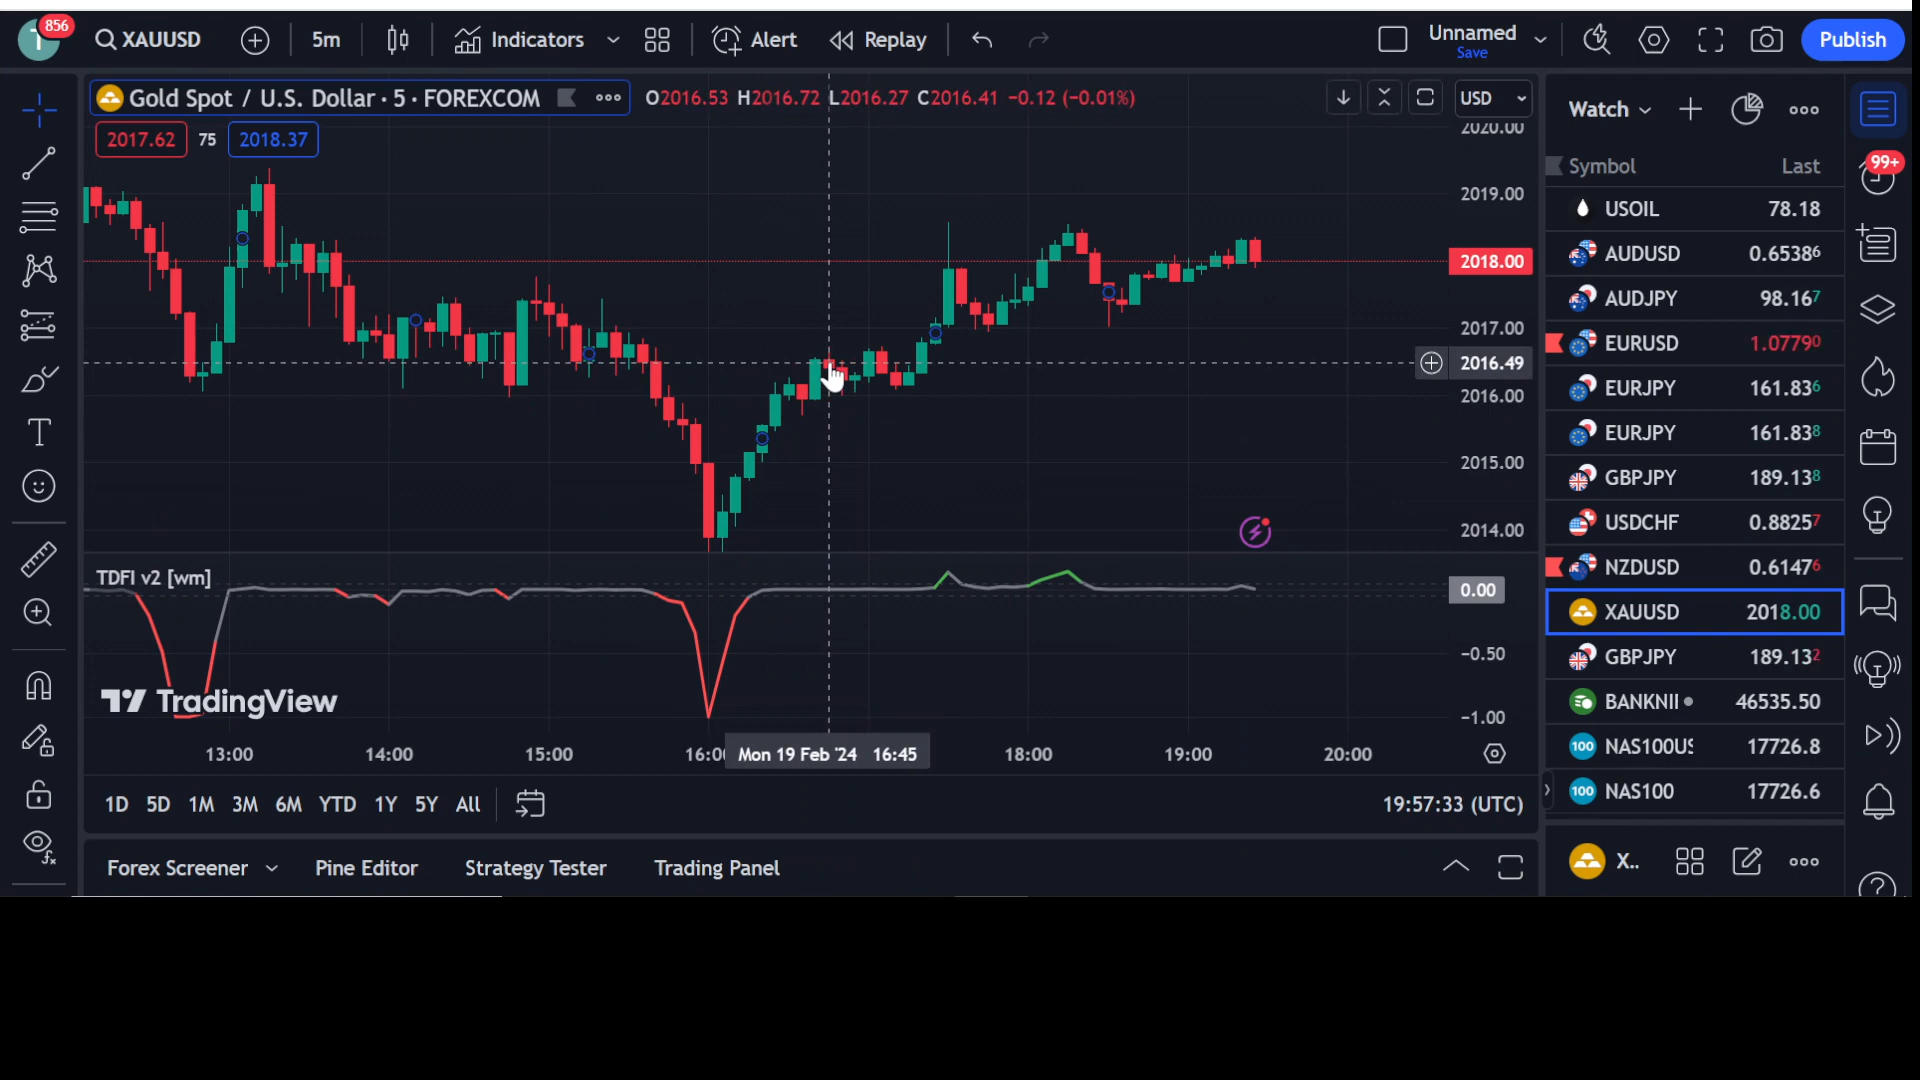 856
T
XAUUSD
5m
Indicators
Alert
Replay
Unnamed
Save
Publish
Gold Spot / U.S. Dollar · 5 · FOREXCOM
O2016.53 H2016.72 L2016.27 C2016.41 −0.12 (−0.01%)
USD
2017.62
75
2018.37
2020.00
2019.00
2018.00
2017.00
2016.49
2016.00
2015.00
2014.00
TDFI v2 [wm]
0.00
−0.50
−1.00
TradingView
13:00
14:00
15:00
16:00
Mon 19 Feb '24 16:45
18:00
19:00
20:00
1D 5D 1M 3M 6M YTD 1Y 5Y All
19:57:33 (UTC)
Forex Screener
Pine Editor
Strategy Tester
Trading Panel
Watch
99+
Symbol Last
USOIL 78.18
AUDUSD 0.65386
AUDJPY 98.167
EURUSD 1.07790
EURJPY 161.836
EURJPY 161.838
GBPJPY 189.138
USDCHF 0.88257
NZDUSD 0.61476
XAUUSD 2018.00
GBPJPY 189.132
BANKNII 46535.50
100 NAS100US 17726.8
100 NAS100 17726.6
X..